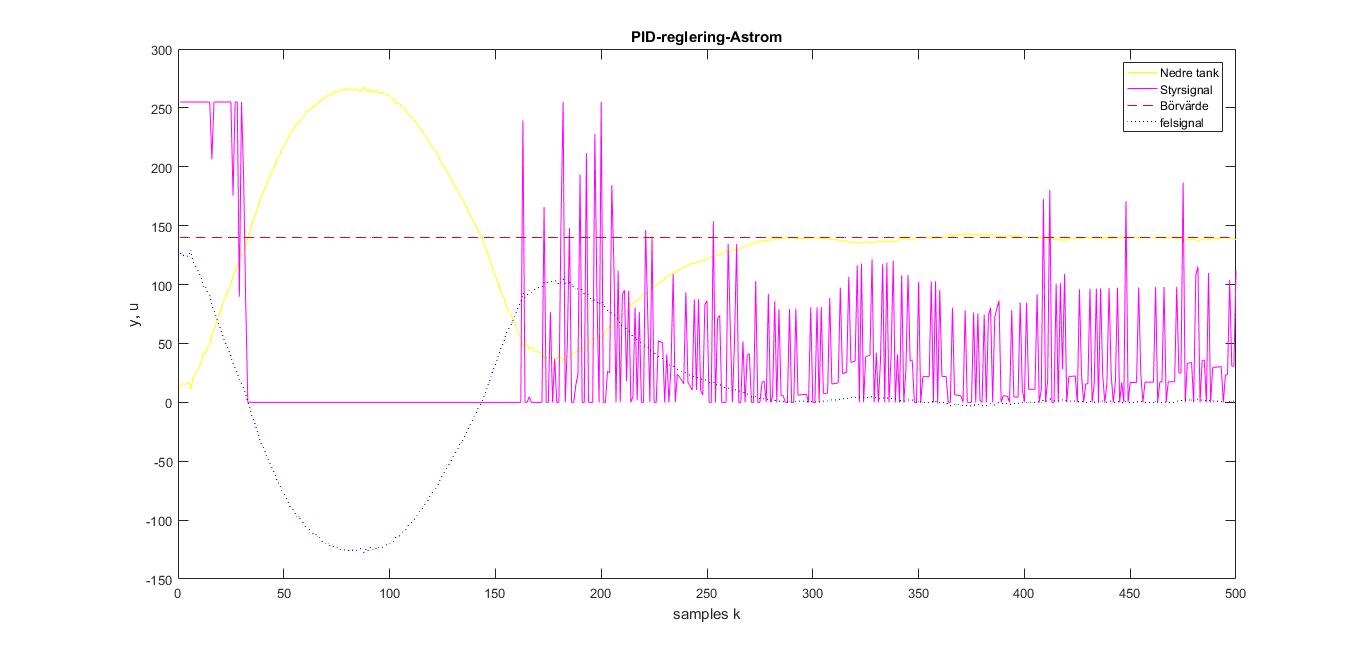 PID-reglering-Astrom
Nedre tank
Styrsignal
Börvärde
felsignal
y, u
300
250
200
150
100
50
0
-50
-100
-150
0 50 100 150 200 250 300 350 400 450 500
samples k